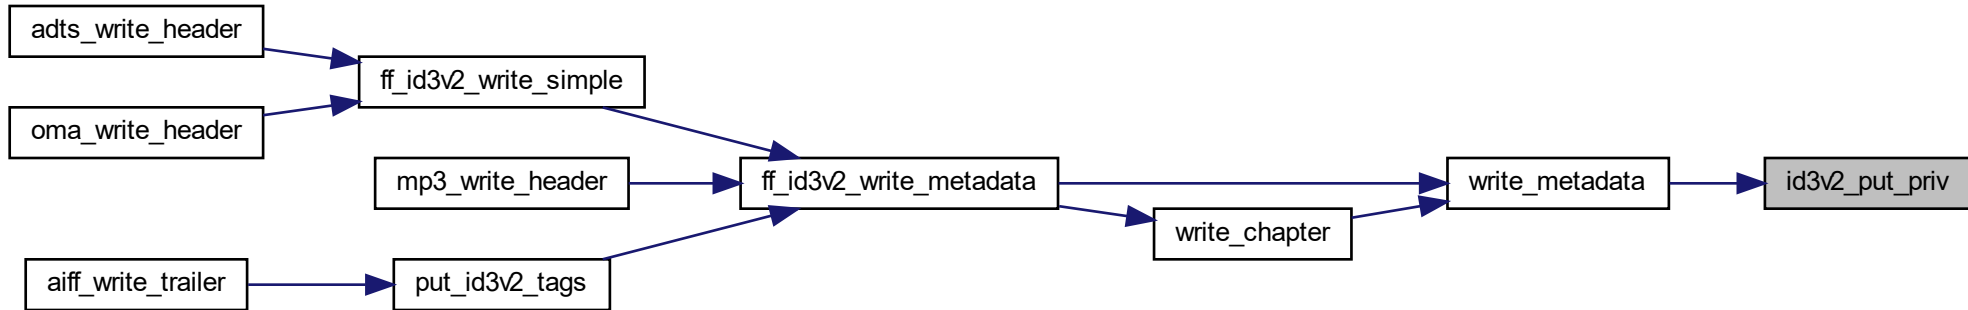 adts_write_header
ff_id3v2_write_simple
oma_write_header
mp3_write_header
ff_id3v2_write_metadata
write_metadata
id3v2_put_priv
write_chapter
aiff_write_trailer
put_id3v2_tags